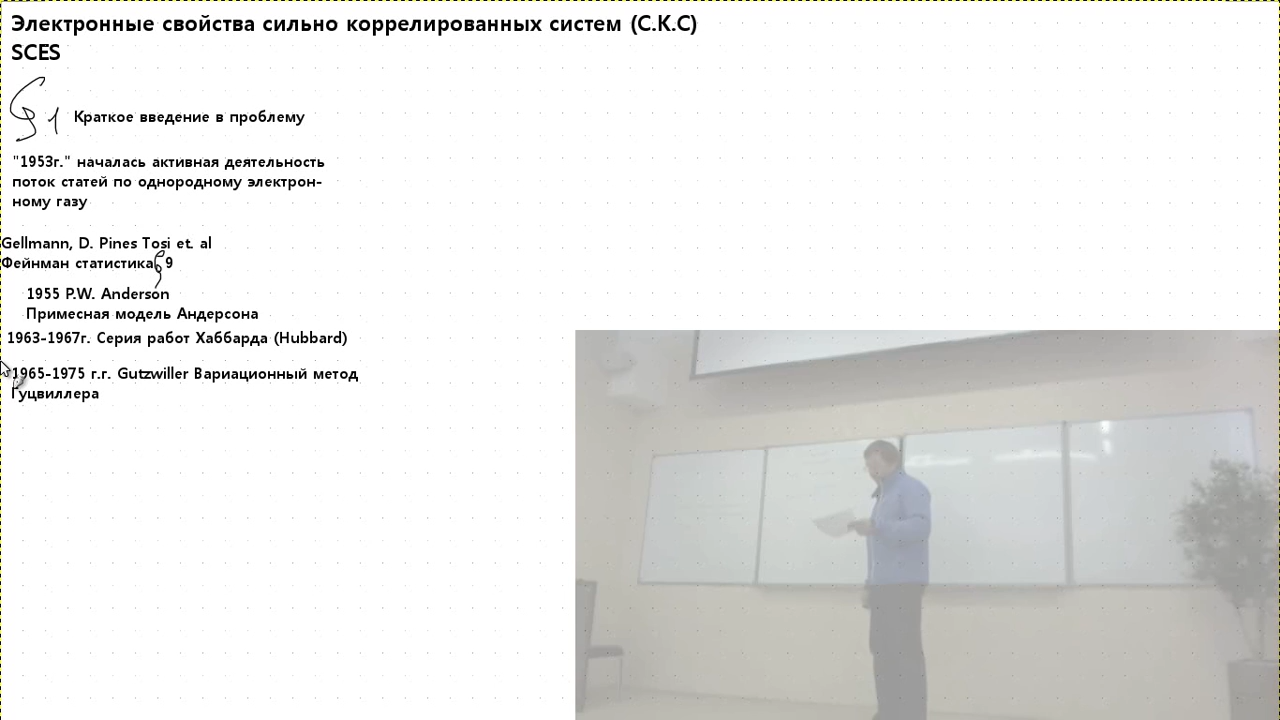 Электронные свойства сильно коррелированных систем (С.К.С)
SCES
§ 1 Краткое введение в проблему
"1953г." началась активная деятельность
поток статей по однородному электрон-
ному газу
Gellmann, D. Pines Tosi et. al
Фейнман статистика § 9
1955 P.W. Anderson
Примесная модель Андерсона
1963-1967г. Серия работ Хаббарда (Hubbard)
1965-1975 г.г. Gutzwiller Вариационный метод
Гуцвиллера